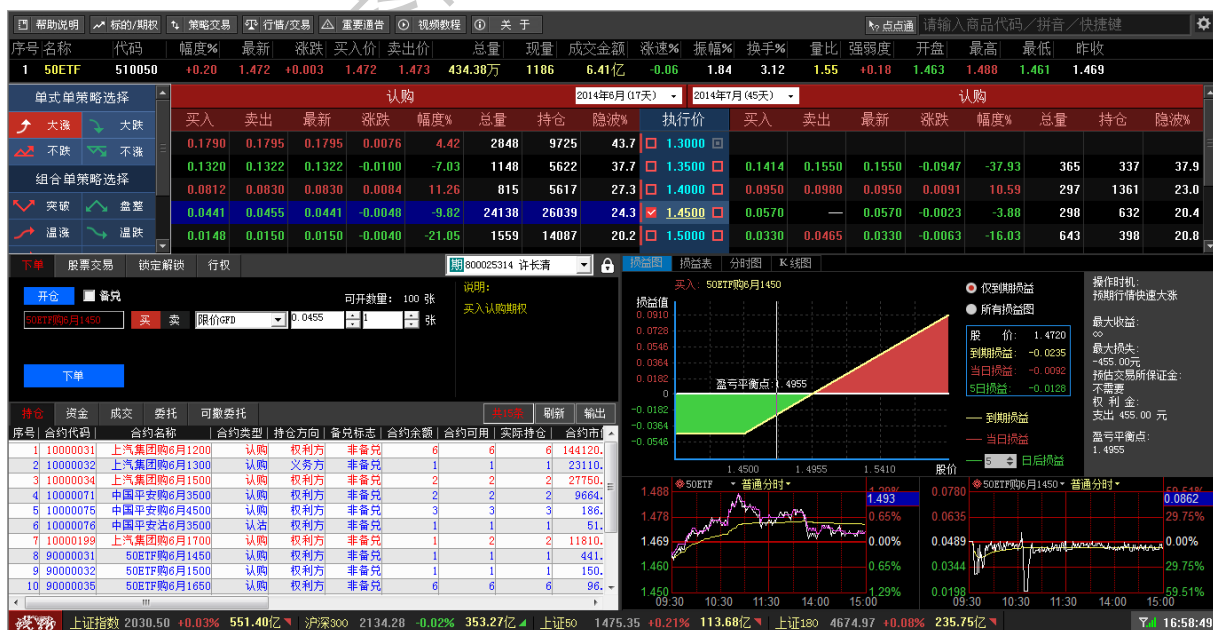 帮助说明 标的/期权 策略交易 行情/交易 重要通告 视频教程 关 于 点点通 请输入商品代码/拼音/快捷键
序号 名称 代码 幅度% 最新 涨跌 买入价 卖出价 总量 现量 成交金额 涨速% 振幅% 换手% 量比 强弱度 开盘 最高 最低 昨收
1 50ETF 510050 +0.20 1.472 +0.003 1.472 1.473 434.38万 1186 6.41亿 -0.06 1.84 3.12 1.55 +0.18 1.463 1.488 1.461 1.469
单式单策略选择 认购 2014年6月(17天) 2014年7月(45天) 认购
大涨 大跌 买入 卖出 最新 涨跌 幅度% 总量 持仓 隐波% 执行价 买入 卖出 最新 涨跌 幅度% 总量 持仓 隐波%
不跌 不涨 0.1790 0.1795 0.1795 0.0076 4.42 2848 9725 43.7 1.3000
0.1320 0.1322 0.1322 -0.0100 -7.03 1148 5622 37.7 1.3500 0.1414 0.1550 0.1550 -0.0947 -37.93 365 337 37.9
组合单策略选择 0.0812 0.0830 0.0830 0.0084 11.26 815 5617 27.3 1.4000 0.0950 0.0980 0.0950 0.0091 10.59 297 1361 23.0
突破 盘整 0.0441 0.0455 0.0441 -0.0048 -9.82 24138 26039 24.3 1.4500 0.0570 — 0.0570 -0.0023 -3.88 298 632 20.4
温涨 温跌 0.0148 0.0150 0.0150 -0.0040 -21.05 1559 14087 20.2 1.5000 0.0330 0.0465 0.0330 -0.0063 -16.03 643 398 20.8
下单 股票交易 锁定解锁 行权 期 800025314 许长清
开仓 备兑 可开数量: 100 张
50ETF购6月1450 买 卖 限价GFD 0.0455 1 张
下单
说明:
买入认购期权
损益图 损益表 分时图 K线图
买入: 50ETF购6月1450
损益值
0.0910
0.0728
0.0546
0.0364
0.0182
0
-0.0182
-0.0364
-0.0546
盈亏平衡点:1.4955
1.4500 1.4955 1.5410 股价
仅到期损益
所有损益图
股 价: 1.4720
到期损益: -0.0235
当日损益: -0.0092
5日损益: -0.0128
到期损益
当日损益
5 日后损益
操作时机:
预期行情快速大涨
最大收益:
∞
最大损失:
-455.00元
预估交易所保证金:
不需要
权 利 金:
支出 455.00 元
盈亏平衡点:
1.4955
持仓 资金 成交 委托 可撤委托 共15条 刷新 输出
序号 合约代码 合约名称 合约类型 持仓方向 备兑标志 合约余额 合约可用 实际持仓 合约市
1 10000031 上汽集团购6月1200 认购 权利方 非备兑 6 6 6 144120.
2 10000032 上汽集团购6月1300 认购 义务方 非备兑 1 1 1 23110.
3 10000034 上汽集团购6月1500 认购 权利方 非备兑 2 2 2 27750.
4 10000071 中国平安购6月3500 认购 权利方 非备兑 2 2 2 9664.
5 10000075 中国平安购6月4500 认购 权利方 非备兑 3 3 3 186.
6 10000076 中国平安沽6月3500 认沽 权利方 非备兑 1 1 1 51.
7 10000199 上汽集团购6月1700 认购 权利方 非备兑 1 2 2 11810.
8 90000031 50ETF购6月1450 认购 权利方 非备兑 1 1 1 441.
9 90000032 50ETF购6月1500 认购 权利方 非备兑 1 1 1 150.
10 90000035 50ETF购6月1650 认购 权利方 非备兑 6 6 6 96.
50ETF 普通分时
1.488 1.29%
1.493
1.478 0.65%
1.469 0.00%
1.460 0.65%
1.450 1.29%
09:30 10:30 11:30 14:00 15:00
50ETF购6月1450 普通分时
0.0780 59.51%
0.0862
0.0635 29.75%
0.0489 0.00%
0.0344 29.75%
0.0198 59.51%
09:30 10:30 11:30 14:00 15:00
上证指数 2030.50 +0.03% 551.40亿 沪深300 2134.28 -0.02% 353.27亿 上证50 1475.35 +0.21% 113.68亿 上证180 4674.97 +0.08% 235.75亿 16:58:49